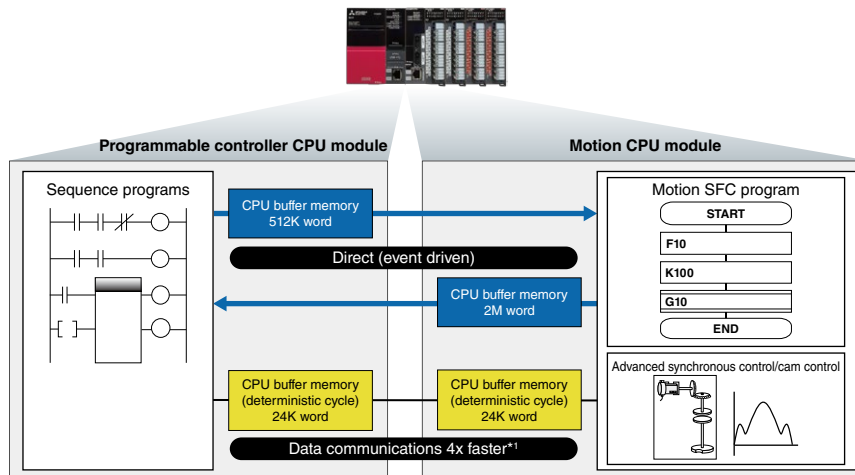 Programmable controller CPU module
Motion CPU module
Sequence programs
CPU buffer memory
512K word
Direct (event driven)
CPU buffer memory
2M word
CPU buffer memory
(deterministic cycle)
24K word
CPU buffer memory
(deterministic cycle)
24K word
Data communications 4x faster*1
Motion SFC program
START
F10
K100
G10
END
Advanced synchronous control/cam control